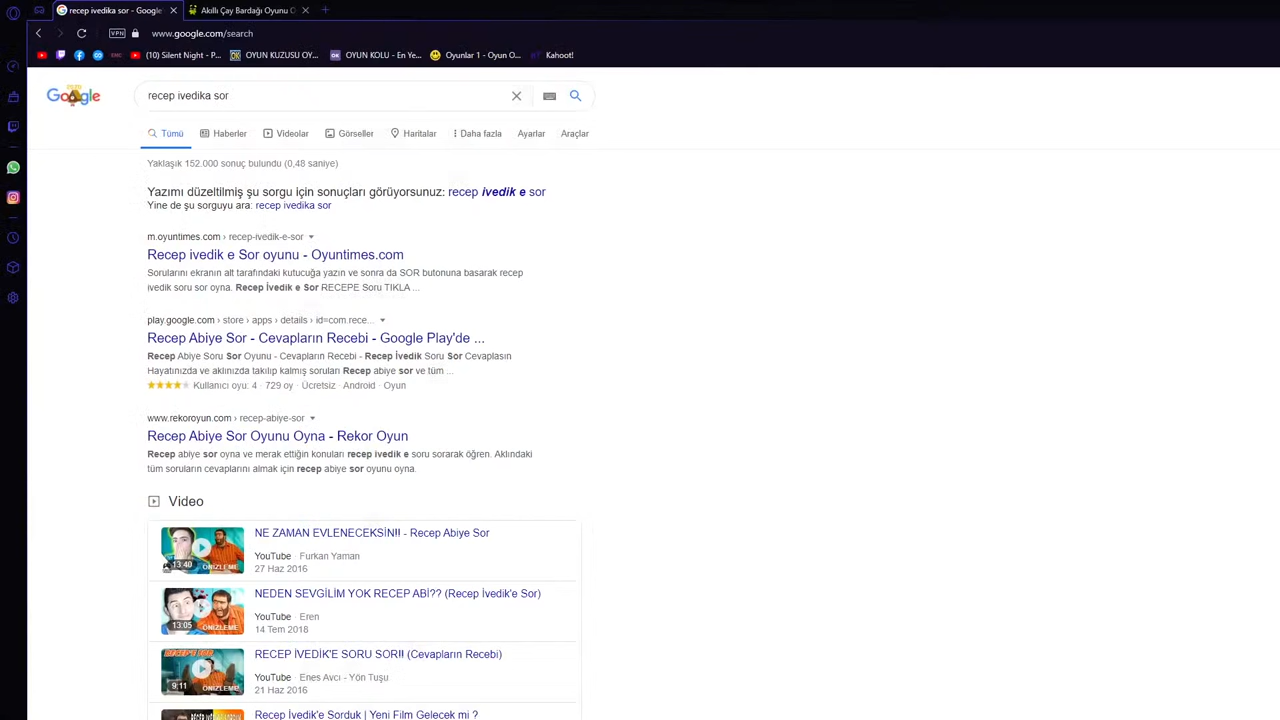 recep ivedika sor - Google
Akıllı Çay Bardağı Oyunu O
VPN
www.google.com/search
(10) Silent Night - P...
OYUN KUZUSU OY...
OYUN KOLU - En Ye...
Oyunlar 1 - Oyun O...
Kahoot!
Google
recep ivedika sor
Tümü
Haberler
Videolar
Görseller
Haritalar
Daha fazla
Ayarlar
Araçlar
Yaklaşık 152.000 sonuç bulundu (0,48 saniye)
Yazımı düzeltilmiş şu sorgu için sonuçları görüyorsunuz: recep ivedik e sor
Yine de şu sorguyu ara: recep ivedika sor
m.oyuntimes.com › recep-ivedik-e-sor
Recep ivedik e Sor oyunu - Oyuntimes.com
Sorularını ekranın alt tarafındaki kutucuğa yazın ve sonra da SOR butonuna basarak recep
ivedik soru sor oyna. Recep İvedik e Sor RECEPE Soru TIKLA ...
play.google.com › store › apps › details › id=com.rece...
Recep Abiye Sor - Cevapların Recebi - Google Play'de ...
Recep Abiye Soru Sor Oyunu - Cevapların Recebi - Recep İvedik Soru Sor Cevaplasın
Hayatınızda ve aklınızda takılıp kalmış soruları Recep abiye sor ve tüm ...
Kullanıcı oyu: 4 · 729 oy · Ücretsiz · Android · Oyun
www.rekoroyun.com › recep-abiye-sor
Recep Abiye Sor Oyunu Oyna - Rekor Oyun
Recep abiye sor oyna ve merak ettiğin konuları recep ivedik e soru sorarak öğren. Aklındaki
tüm soruların cevaplarını almak için recep abiye sor oyunu oyna.
Video
NE ZAMAN EVLENECEKSİN!! - Recep Abiye Sor
YouTube · Furkan Yaman
27 Haz 2016
13:40
ÖNİZLEME
NEDEN SEVGİLİM YOK RECEP ABİ?? (Recep İvedik'e Sor)
YouTube · Eren
14 Tem 2018
13:05
ÖNİZLEME
RECEP İVEDİK'E SORU SOR!! (Cevapların Recebi)
YouTube · Enes Avcı - Yön Tuşu
21 Haz 2016
9:11
ÖNİZLEME
Recep İvedik'e Sorduk | Yeni Film Gelecek mi ?